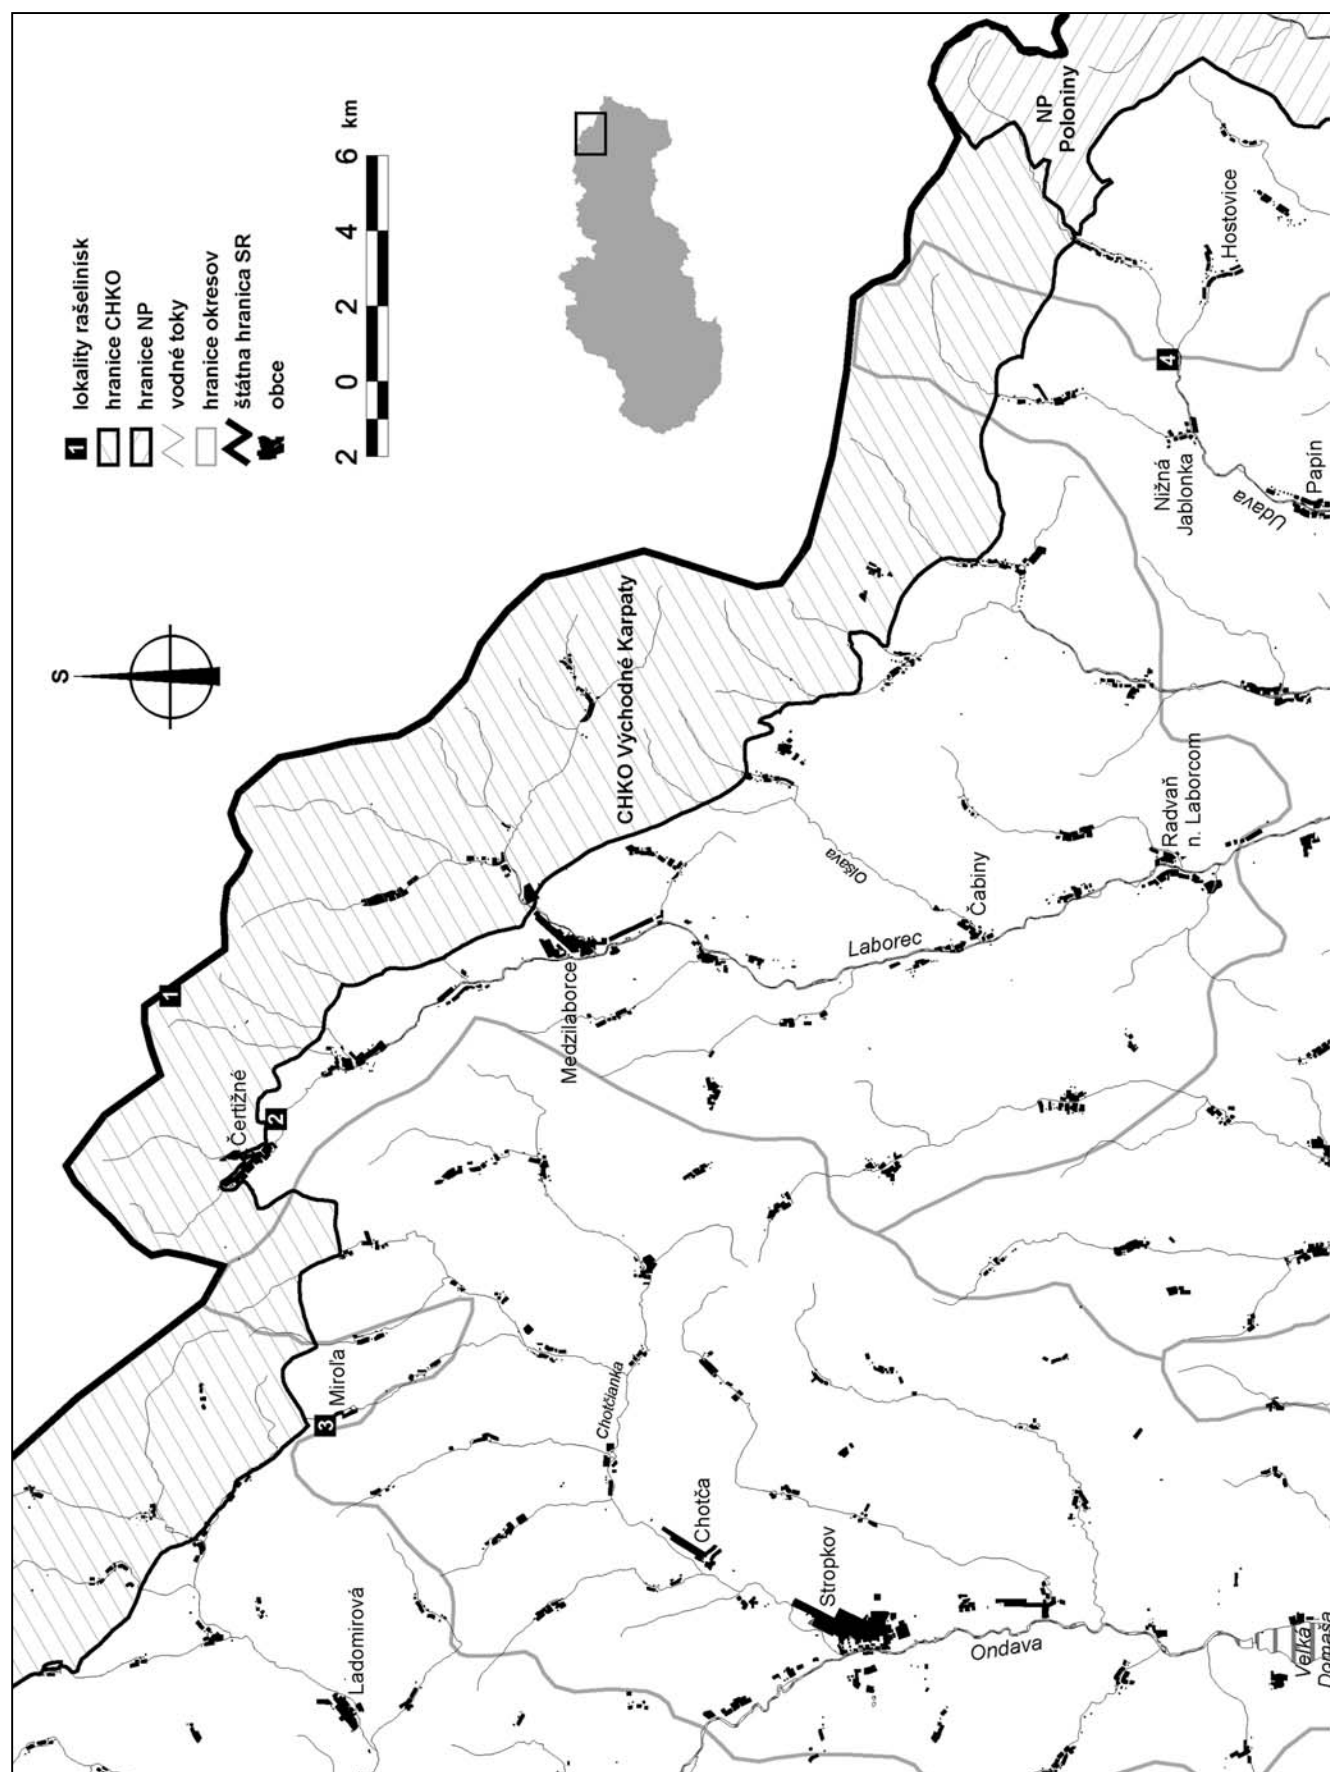 1
lokality rašelinísk
hranice CHKO
hranice NP
vodné toky
hranice okresov
štátna hranica SR
obce
2 0 2 4 6 km
S
NP
Poloniny
CHKO Východné Karpaty
1
Čertižné
2
3
Miroľa
Medzilaborce
Ladomirová
Chotčianka
Chotča
Stropkov
Ondava
Veľká
Domaša
Laborec
Oľšava
Čabiny
Radvaň
n. Laborcom
Nižná
Jablonka
4
Hostovice
Udava
Papín